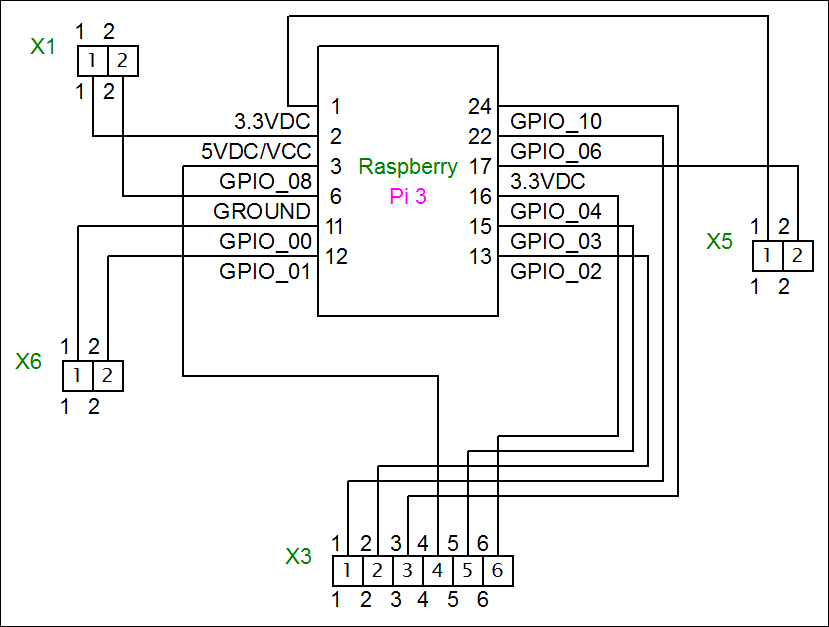 1 2
X1
1 2
1 2
1 24
3.3VDC GPIO_10
2 22
5VDC/VCC GPIO_06
3 Raspberry 17
GPIO_08 3.3VDC
6 Pi 3 16
GROUND GPIO_04
11 15
1 2
GPIO_00 GPIO_03
X5
12 13
1 2
GPIO_01 GPIO_02
1 2
1 2
X6
1 2
1 2
1 2 3 4 5 6
X3
1 2 3 4 5 6
1 2 3 4 5 6